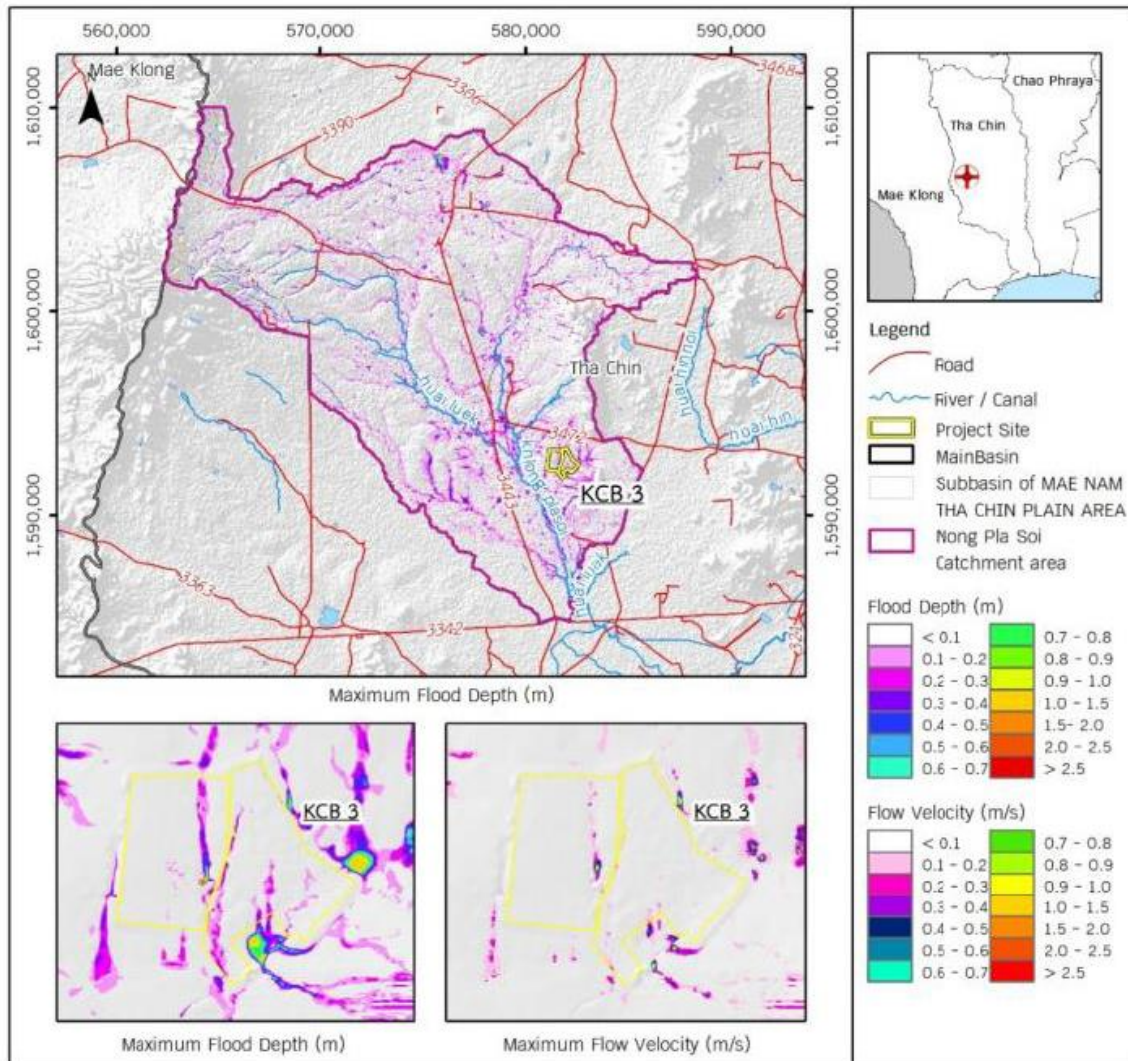 560,000
570,000
580,000
590,000
Mae Klong
N
3468
3306
3390
1,610,000
1,610,000
1,600,000
1,600,000
Tha Chin
huai luek
khlong plasoi
huai hin
3472
KCB 3
3443
1,590,000
1,590,000
huai luak
3363
3342
321
Maximum Flood Depth (m)
KCB 3
KCB 3
Maximum Flood Depth (m)
Maximum Flow Velocity (m/s)
Chao Phraya
Tha Chin
Mae Klong
Legend
Road
River / Canal
Project Site
MainBasin
Subbasin of MAE NAM
THA CHIN PLAIN AREA
Nong Pla Soi
Catchment area
Flood Depth (m)
< 0.1 0.7 - 0.8
0.1 - 0.2 0.8 - 0.9
0.2 - 0.3 0.9 - 1.0
0.3 - 0.4 1.0 - 1.5
0.4 - 0.5 1.5- 2.0
0.5 - 0.6 2.0 - 2.5
0.6 - 0.7 > 2.5
Flow Velocity (m/s)
< 0.1 0.7 - 0.8
0.1 - 0.2 0.8 - 0.9
0.2 - 0.3 0.9 - 1.0
0.3 - 0.4 1.0 - 1.5
0.4 - 0.5 1.5 - 2.0
0.5 - 0.6 2.0 - 2.5
0.6 - 0.7 > 2.5